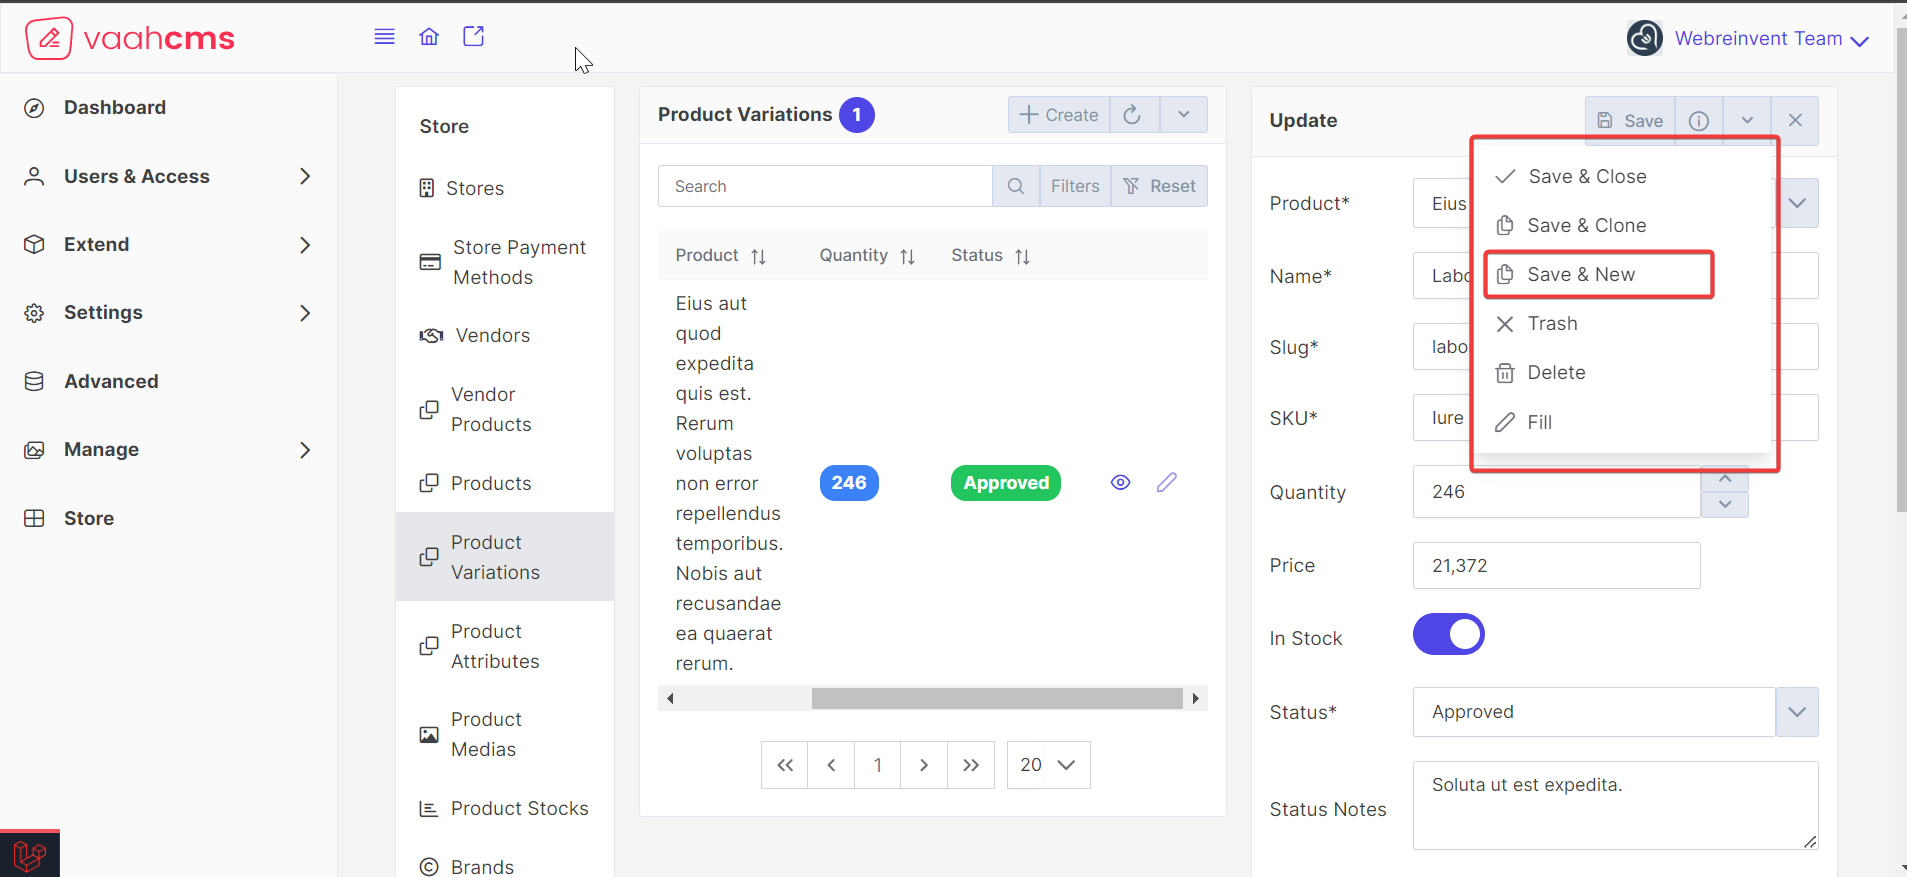 vaahcms
Webreinvent Team
Dashboard
Users & Access
Extend
Settings
Advanced
Manage
Store
Store
Stores
Store Payment
Methods
Vendors
Vendor
Products
Products
Product
Variations
Product
Attributes
Product
Medias
Product Stocks
Brands
Product Variations 1
Create
Search
Filters
Reset
Product Quantity Status
Eius aut
quod
expedita
quis est.
Rerum
voluptas
non error
repellendus
temporibus.
Nobis aut
recusandae
ea quaerat
rerum.
246
Approved
1
20
Update
Save
Save & Close
Save & Clone
Save & New
Trash
Delete
Fill
Product* Eius
Name* Labo
Slug* labo
SKU* Iure
Quantity 246
Price 21,372
In Stock
Status* Approved
Status Notes Soluta ut est expedita.